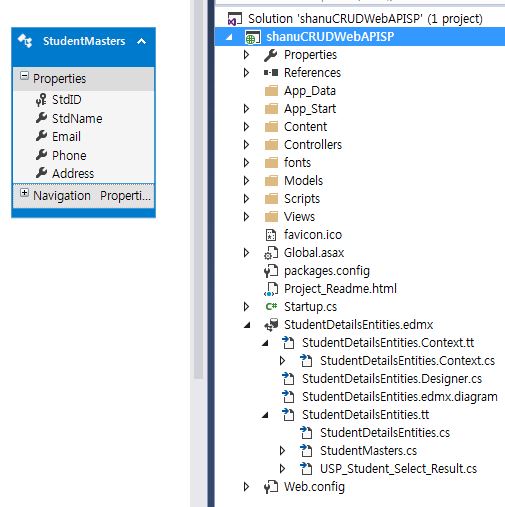 StudentMasters
Properties
StdID
StdName
Email
Phone
Address
Navigation Properti...
Solution 'shanuCRUDWebAPISP' (1 project)
shanuCRUDWebAPISP
Properties
References
App_Data
App_Start
Content
Controllers
fonts
Models
Scripts
Views
favicon.ico
Global.asax
packages.config
Project_Readme.html
C# Startup.cs
StudentDetailsEntities.edmx
StudentDetailsEntities.Context.tt
StudentDetailsEntities.Context.cs
StudentDetailsEntities.Designer.cs
StudentDetailsEntities.edmx.diagram
StudentDetailsEntities.tt
StudentDetailsEntities.cs
StudentMasters.cs
USP_Student_Select_Result.cs
Web.config